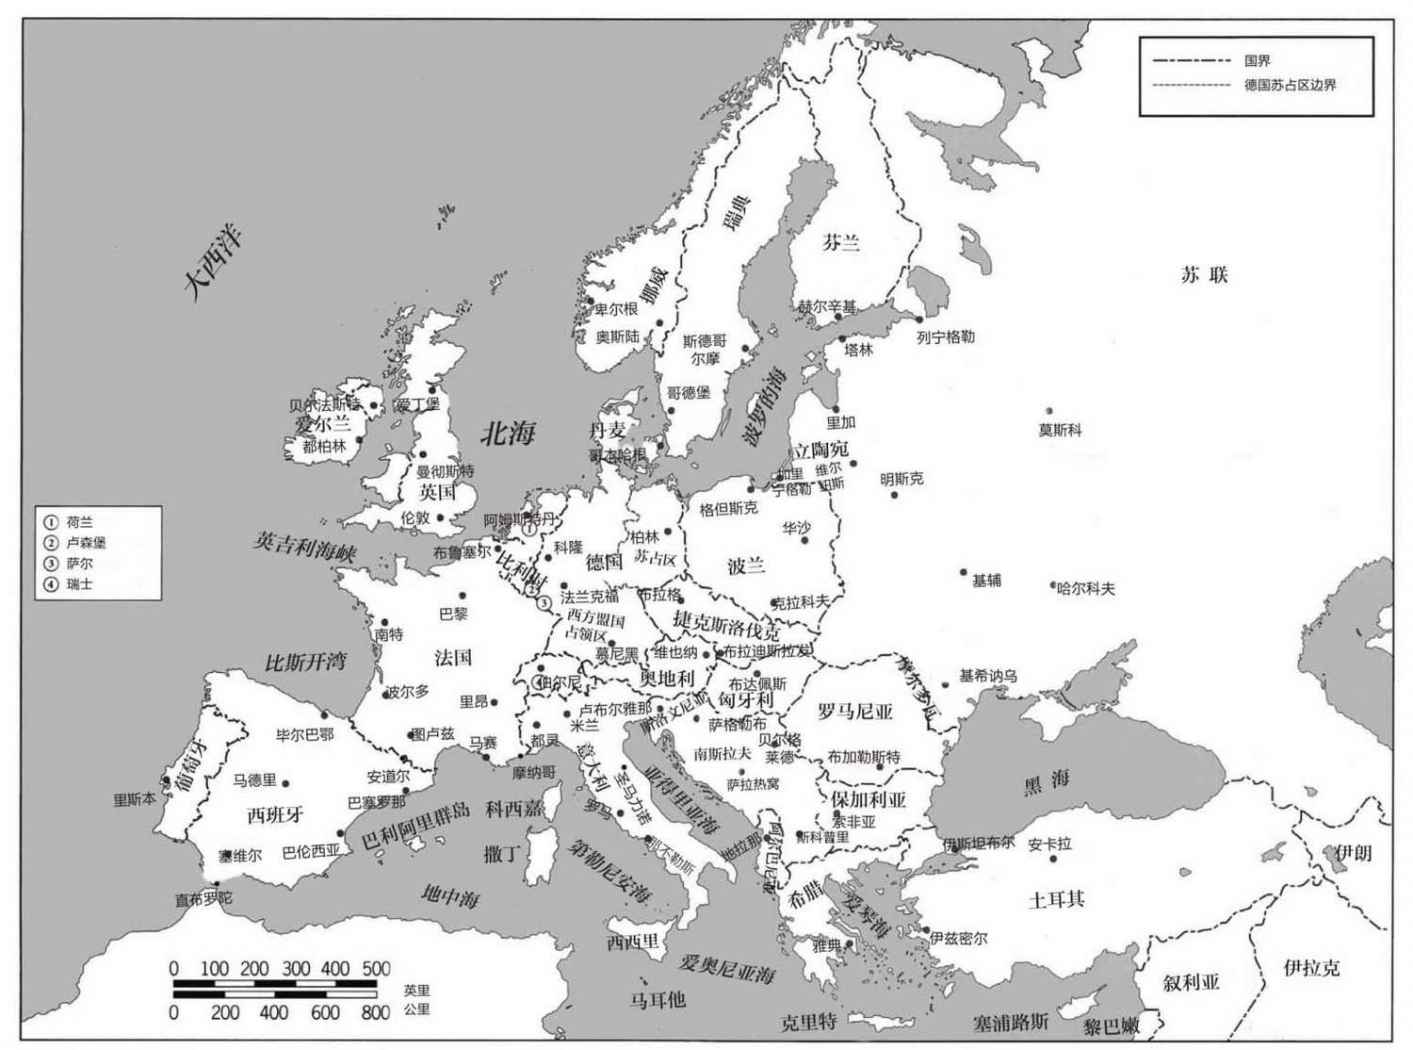 国界
德国苏占区边界
大西洋
瑞典
芬兰
苏 联
挪威
卑尔根
奥斯陆
赫尔辛基
斯德哥
尔摩
塔林
列宁格勒
哥德堡
波罗的海
贝尔法斯特
爱丁堡
爱尔兰
都柏林
北海
丹麦
哥本哈根
里加
莫斯科
立陶宛
曼彻斯特
英国
加里
宁格勒
维尔
纽斯
明斯克
伦敦
阿姆斯特丹
①
格但斯克
华沙
① 荷兰
② 卢森堡
③ 萨尔
④ 瑞士
英吉利海峡
布鲁塞尔
比利时
科隆
德国
柏林
苏占区
波兰
②
③
法兰克福
布拉格
克拉科夫
基辅
哈尔科夫
巴黎
南特
西方盟国
占领区
捷克斯洛伐克
慕尼黑
维也纳
布拉迪斯拉发
比斯开湾
法国
④
伯尔尼
奥地利
布达佩斯
匈牙利
摩尔多瓦
基希讷乌
波尔多
里昂
米兰
卢布尔雅那
斯洛文尼亚
萨格勒布
罗马尼亚
毕尔巴鄂
图卢兹
马赛
都灵
摩纳哥
意大利
南斯拉夫
贝尔格
莱德
布加勒斯特
葡萄牙
马德里
安道尔
巴塞罗那
里斯本
西班牙
巴利阿里群岛
科西嘉
圣马力诺
罗马
亚得里亚海
萨拉热窝
保加利亚
索非亚
黑 海
塞维尔
巴伦西亚
撒丁
第勒尼安海
那不勒斯
地拉那
阿尔巴尼亚
斯科普里
伊斯坦布尔
安卡拉
伊朗
直布罗陀
地中海
希腊
爱琴海
土耳其
西西里
雅典
伊兹密尔
爱奥尼亚海
马耳他
克里特
塞浦路斯
黎巴嫩
叙利亚
伊拉克
0 100 200 300 400 500
英里
公里
0 200 400 600 800